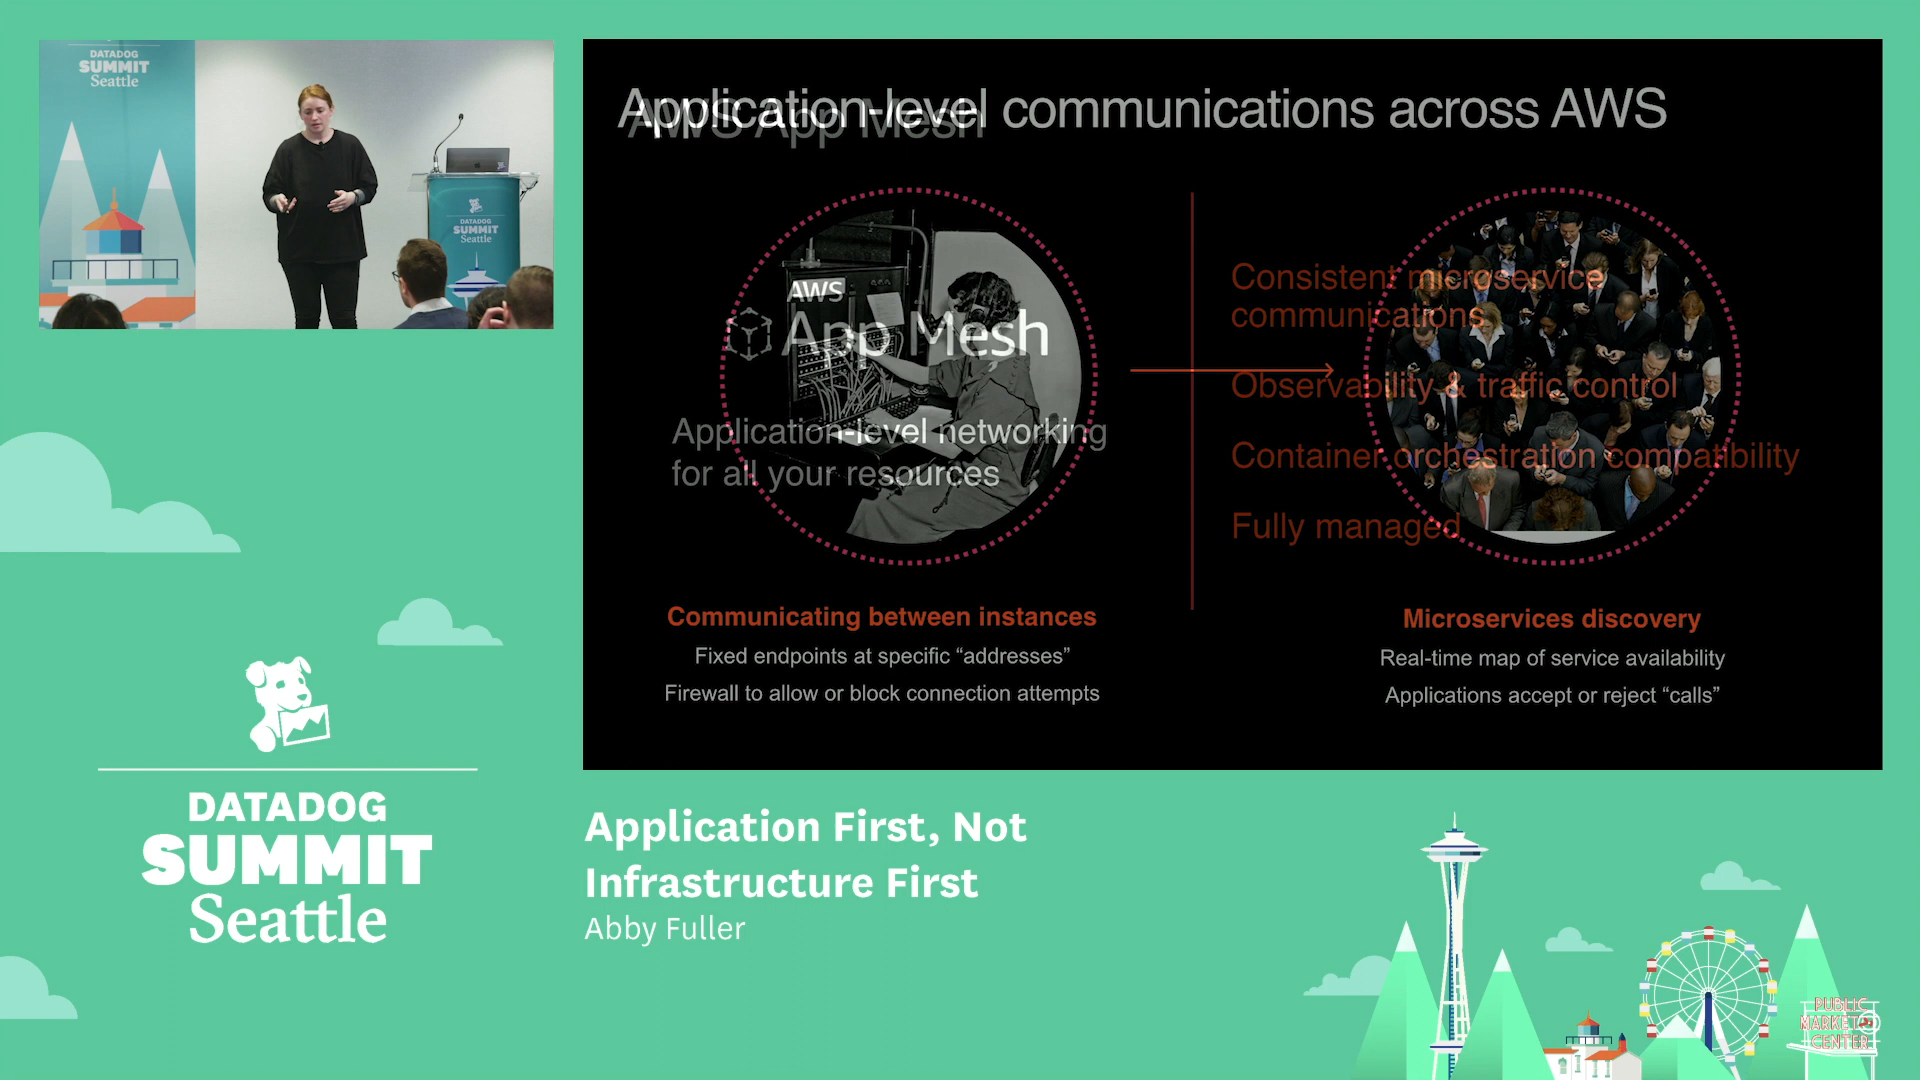 DATADOG
SUMMIT
Seattle
DATADOG
SUMMIT
Seattle
Application-level communications across AWS
AWS App Mesh
AWS
App Mesh
Application-level networking
for all your resources
Consistent microservice
communications
Observability & traffic control
Container orchestration compatibility
Fully managed
Communicating between instances
Fixed endpoints at specific “addresses”
Firewall to allow or block connection attempts
Microservices discovery
Real-time map of service availability
Applications accept or reject “calls”
DATADOG
SUMMIT
Seattle
Application First, Not
Infrastructure First
Abby Fuller
PUBLIC
MARKET
CENTER